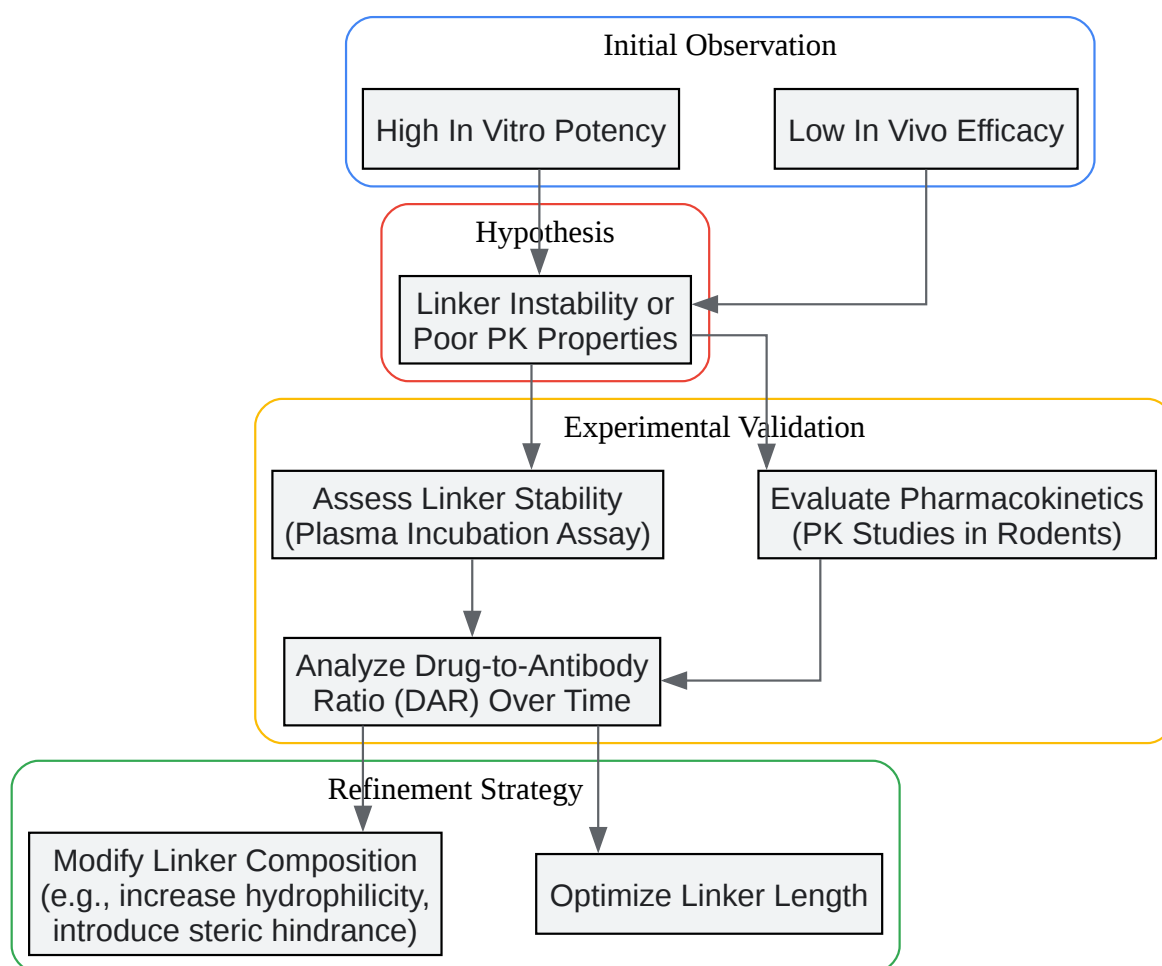 Initial Observation
High In Vitro Potency
Low In Vivo Efficacy
Hypothesis
Linker Instability or
Poor PK Properties
Experimental Validation
Assess Linker Stability
(Plasma Incubation Assay)
Evaluate Pharmacokinetics
(PK Studies in Rodents)
Analyze Drug-to-Antibody
Ratio (DAR) Over Time
Refinement Strategy
Modify Linker Composition
(e.g., increase hydrophilicity,
introduce steric hindrance)
Optimize Linker Length